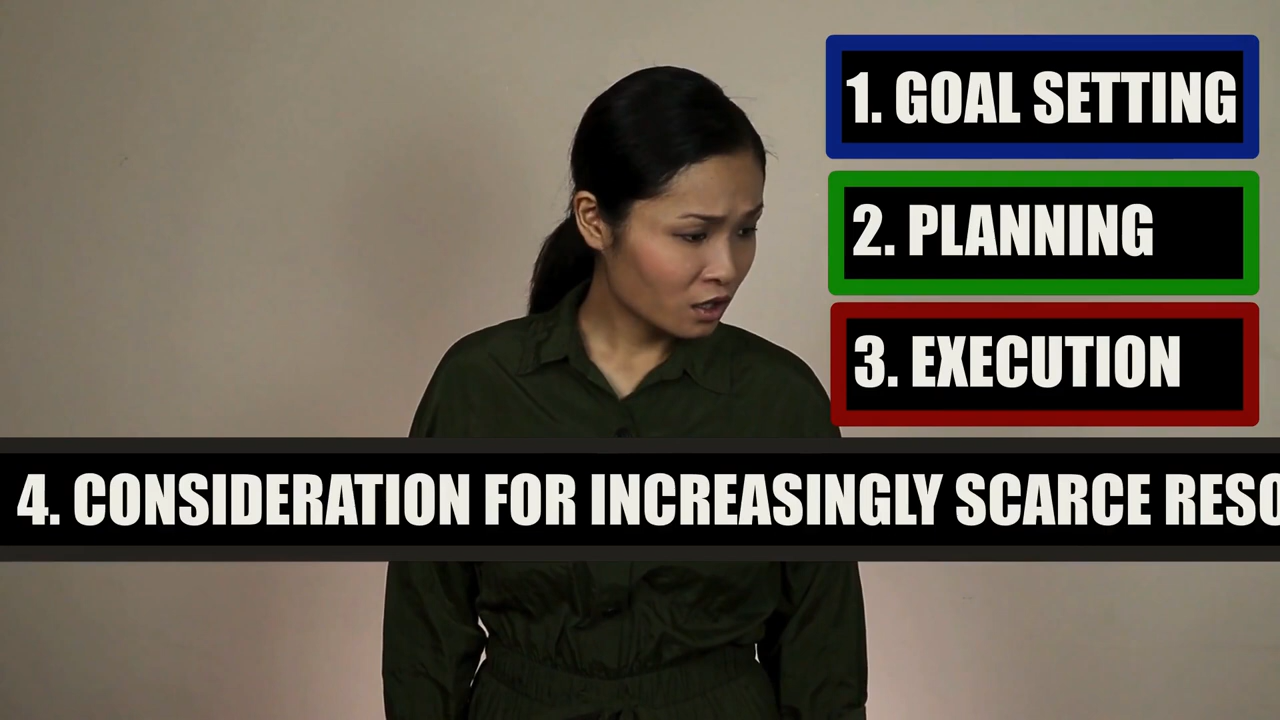 1. GOAL SETTING
2. PLANNING
3. EXECUTION
4. CONSIDERATION FOR INCREASINGLY SCARCE